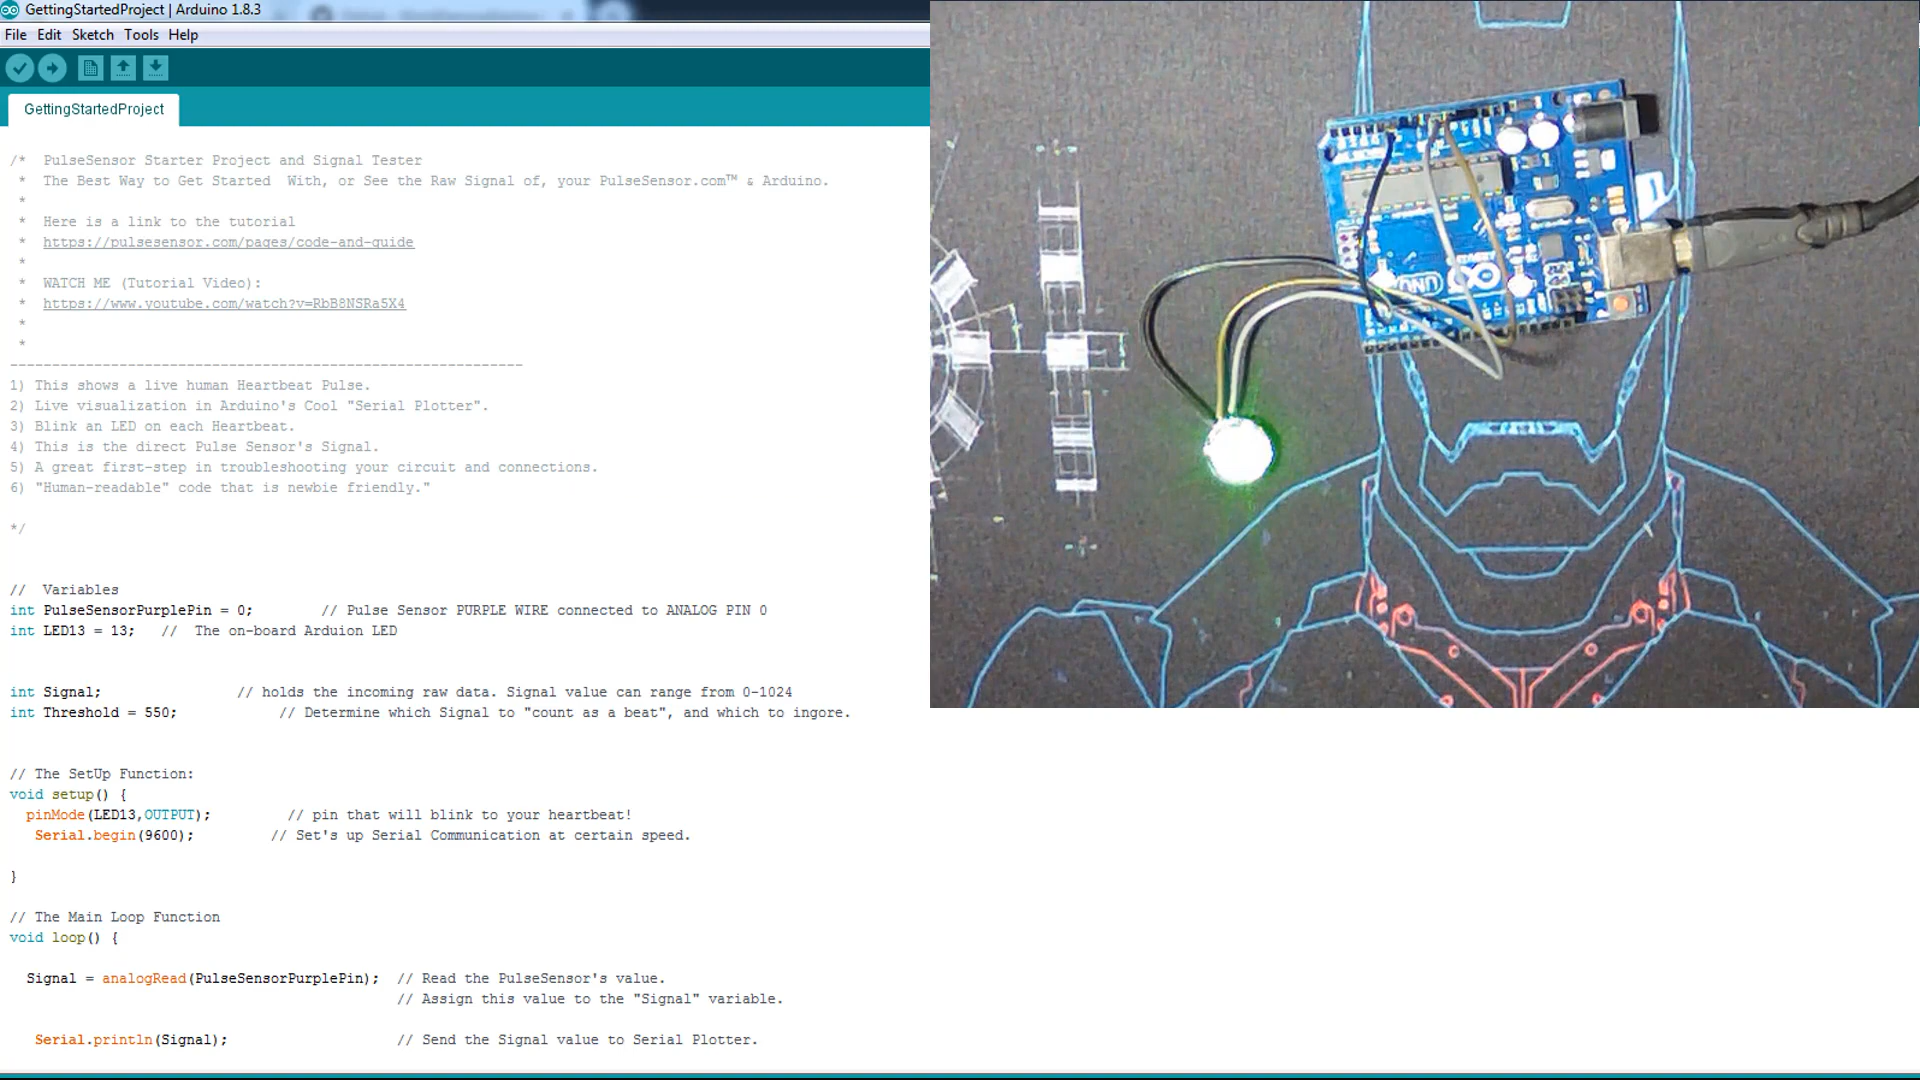 GettingStartedProject | Arduino 1.8.3
File Edit Sketch Tools Help
GettingStartedProject
/*  PulseSensor Starter Project and Signal Tester
 *  The Best Way to Get Started  With, or See the Raw Signal of, your PulseSensor.com™ & Arduino.
 *
 *  Here is a link to the tutorial
 *  https://pulsesensor.com/pages/code-and-guide
 *
 *  WATCH ME (Tutorial Video):
 *  https://www.youtube.com/watch?v=RbB8NSRa5X4
 *
 *
-------------------------------------------------------------
1) This shows a live human Heartbeat Pulse.
2) Live visualization in Arduino's Cool "Serial Plotter".
3) Blink an LED on each Heartbeat.
4) This is the direct Pulse Sensor's Signal.
5) A great first-step in troubleshooting your circuit and connections.
6) "Human-readable" code that is newbie friendly."
*/
//  Variables
int PulseSensorPurplePin = 0;        // Pulse Sensor PURPLE WIRE connected to ANALOG PIN 0
int LED13 = 13;   //  The on-board Arduion LED
int Signal;                // holds the incoming raw data. Signal value can range from 0-1024
int Threshold = 550;            // Determine which Signal to "count as a beat", and which to ingore.
// The SetUp Function:
void setup() {
  pinMode(LED13,OUTPUT);         // pin that will blink to your heartbeat!
   Serial.begin(9600);         // Set's up Serial Communication at certain speed.
}
// The Main Loop Function
void loop() {
  Signal = analogRead(PulseSensorPurplePin);  // Read the PulseSensor's value.
                                              // Assign this value to the "Signal" variable.
   Serial.println(Signal);                    // Send the Signal value to Serial Plotter.
UNO